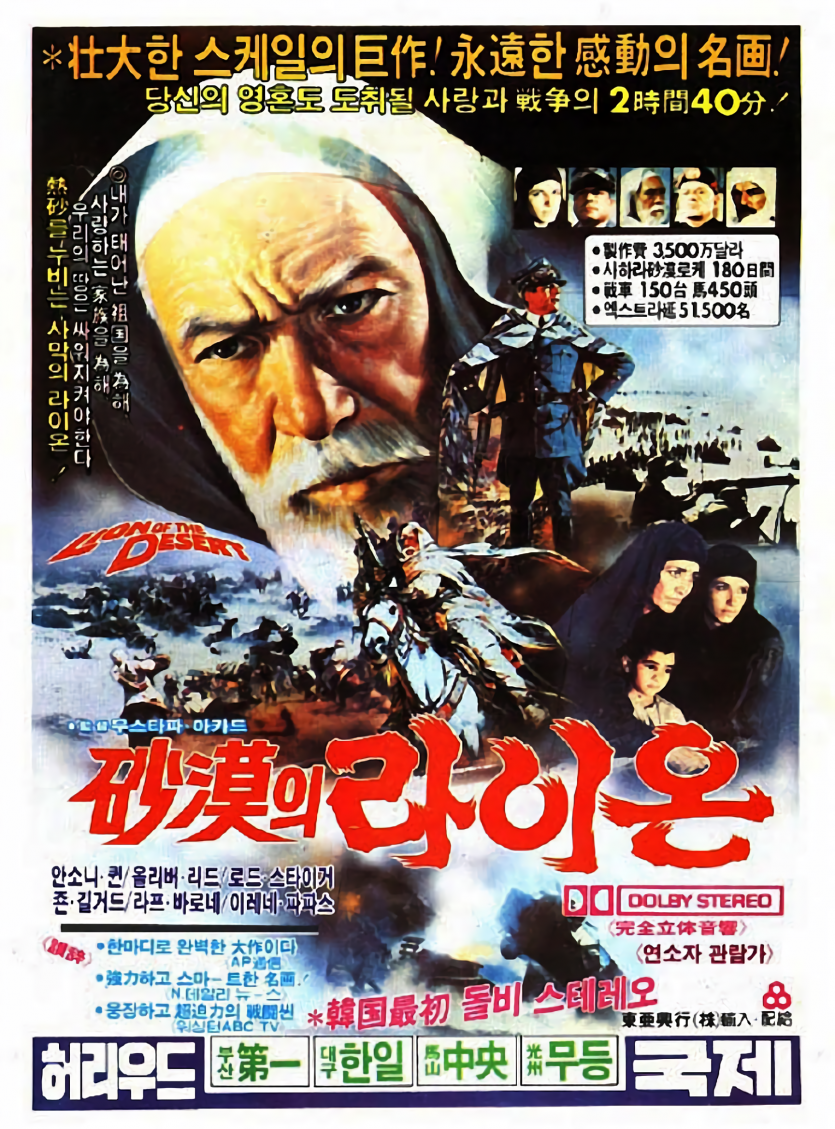 *壮大한 스케일의 巨作! 永遠한 感動의 名画!
당신의 영혼도 도취될 사랑과 戦争의 2時間40分!
◎내가 태어난 祖国을 為해
사랑하는 家族을 為해
우리의 땅은 싸워지켜야한다
熱砂를 누비는 사막의 라이온!
•製作費 3,500万달라
•사하라砂漠로케 180日間
•戦車 150台 馬450頭
•엑스트라延 51,500名
LION OF THE DESERT
•監督 무스타파·아카드
砂漠의 라이온
안소니·퀸/올리버·리드/로드·스타이거
죤·길거드/라프·바로네/이레네·파파스
DOLBY STEREO
〈完全立体音響〉
〈연소자 관람가〉
〈讃辞〉
•한마디로 완벽한 大作이다
AP通信
•強力하고 스마—트한 名画!
(N.데일리 뉴—스)
•웅장하고 超迫力의 戦闘씬
워싱턴ABC TV
*韓国最初 돌비 스테레오
東亜興行(株)輸入·配給
허리우드 부산 第一 대구 한일 馬山 中央 光州 무등 국제